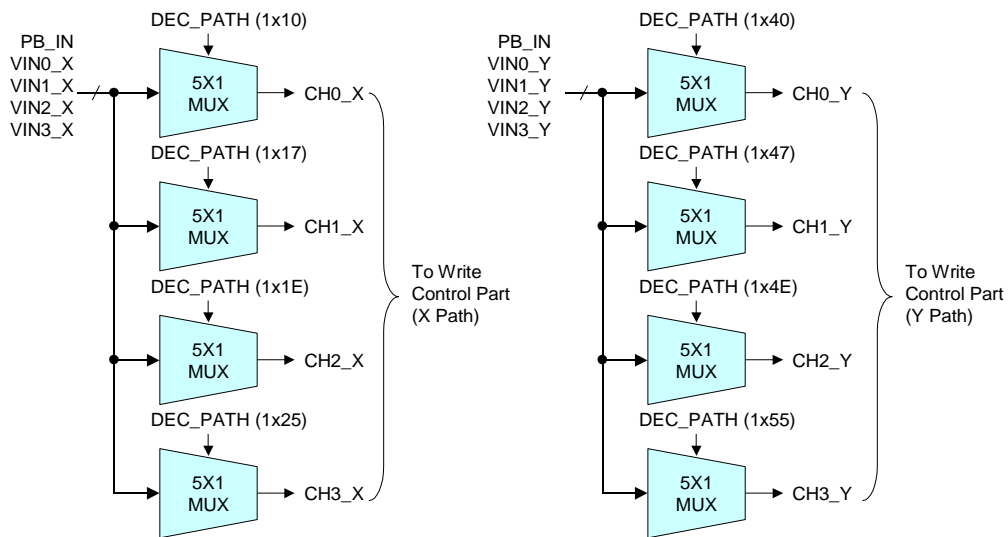 DEC_PATH (1x10)
PB_IN
VIN0_X
VIN1_X
VIN2_X
VIN3_X
5X1
MUX
CH0_X
DEC_PATH (1x17)
5X1
MUX
CH1_X
DEC_PATH (1x1E)
5X1
MUX
CH2_X
DEC_PATH (1x25)
5X1
MUX
CH3_X
To Write
Control Part
(X Path)
DEC_PATH (1x40)
PB_IN
VIN0_Y
VIN1_Y
VIN2_Y
VIN3_Y
5X1
MUX
CH0_Y
DEC_PATH (1x47)
5X1
MUX
CH1_Y
DEC_PATH (1x4E)
5X1
MUX
CH2_Y
DEC_PATH (1x55)
5X1
MUX
CH3_Y
To Write
Control Part
(Y Path)